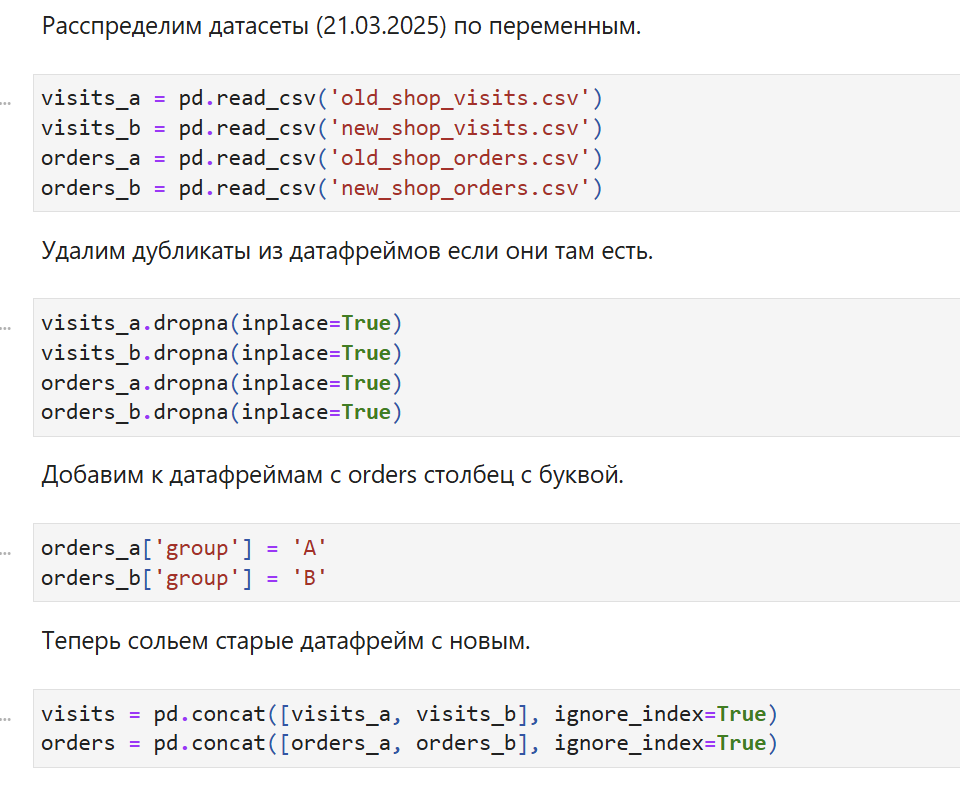 Расспределим датасеты (21.03.2025) по переменным.
visits_a = pd.read_csv('old_shop_visits.csv')
visits_b = pd.read_csv('new_shop_visits.csv')
orders_a = pd.read_csv('old_shop_orders.csv')
orders_b = pd.read_csv('new_shop_orders.csv')
Удалим дубликаты из датафреймов если они там есть.
visits_a.dropna(inplace=True)
visits_b.dropna(inplace=True)
orders_a.dropna(inplace=True)
orders_b.dropna(inplace=True)
Добавим к датафреймам с orders столбец с буквой.
orders_a['group'] = 'A'
orders_b['group'] = 'B'
Теперь сольем старые датафрейм с новым.
visits = pd.concat([visits_a, visits_b], ignore_index=True)
orders = pd.concat([orders_a, orders_b], ignore_index=True)